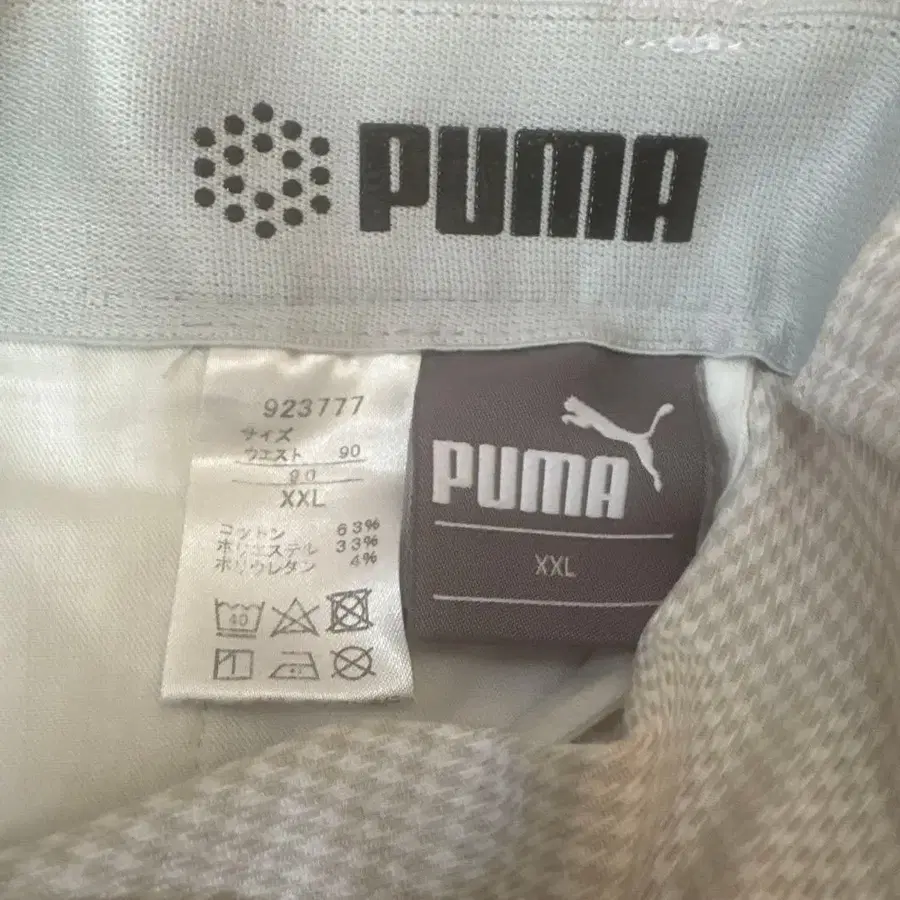 PUMA
923777
サイズ
ウエスト 90
90
XXL
コットン 63%
ポリエステル 33%
ポリウレタン 4%
40
PUMA
XXL